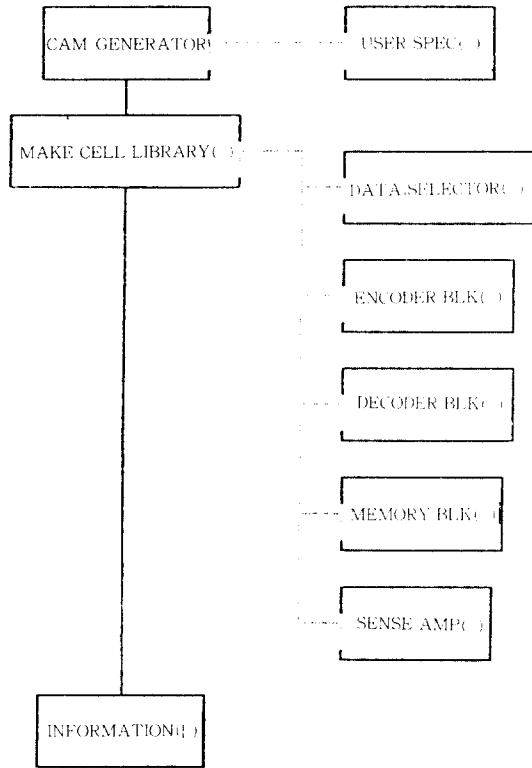 CAM GENERATOR( )
USER SPEC( )
MAKE CELL LIBRARY( )
DATA SELECTOR( )
ENCODER BLK( )
DECODER BLK( )
MEMORY BLK( )
SENSE AMP( )
INFORMATION( )